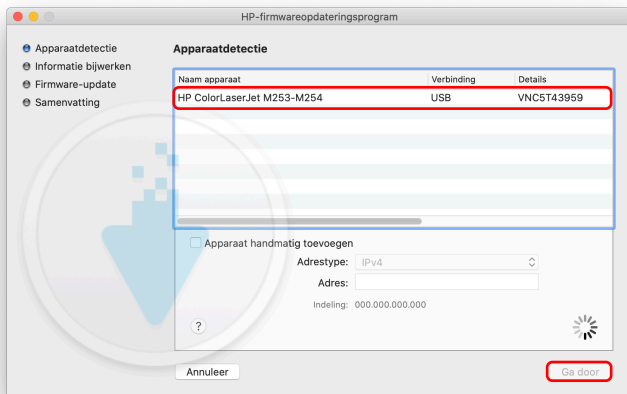 HP-firmwareopdateringsprogram
Apparaatdetectie
Informatie bijwerken
Firmware-update
Samenvatting
Apparaatdetectie
Naam apparaat Verbinding Details
HP ColorLaserJet M253-M254 USB VNC5T43959
Apparaat handmatig toevoegen
Adrestype: IPv4
Adres:
Indeling: 000.000.000.000
?
Annuleer Ga door